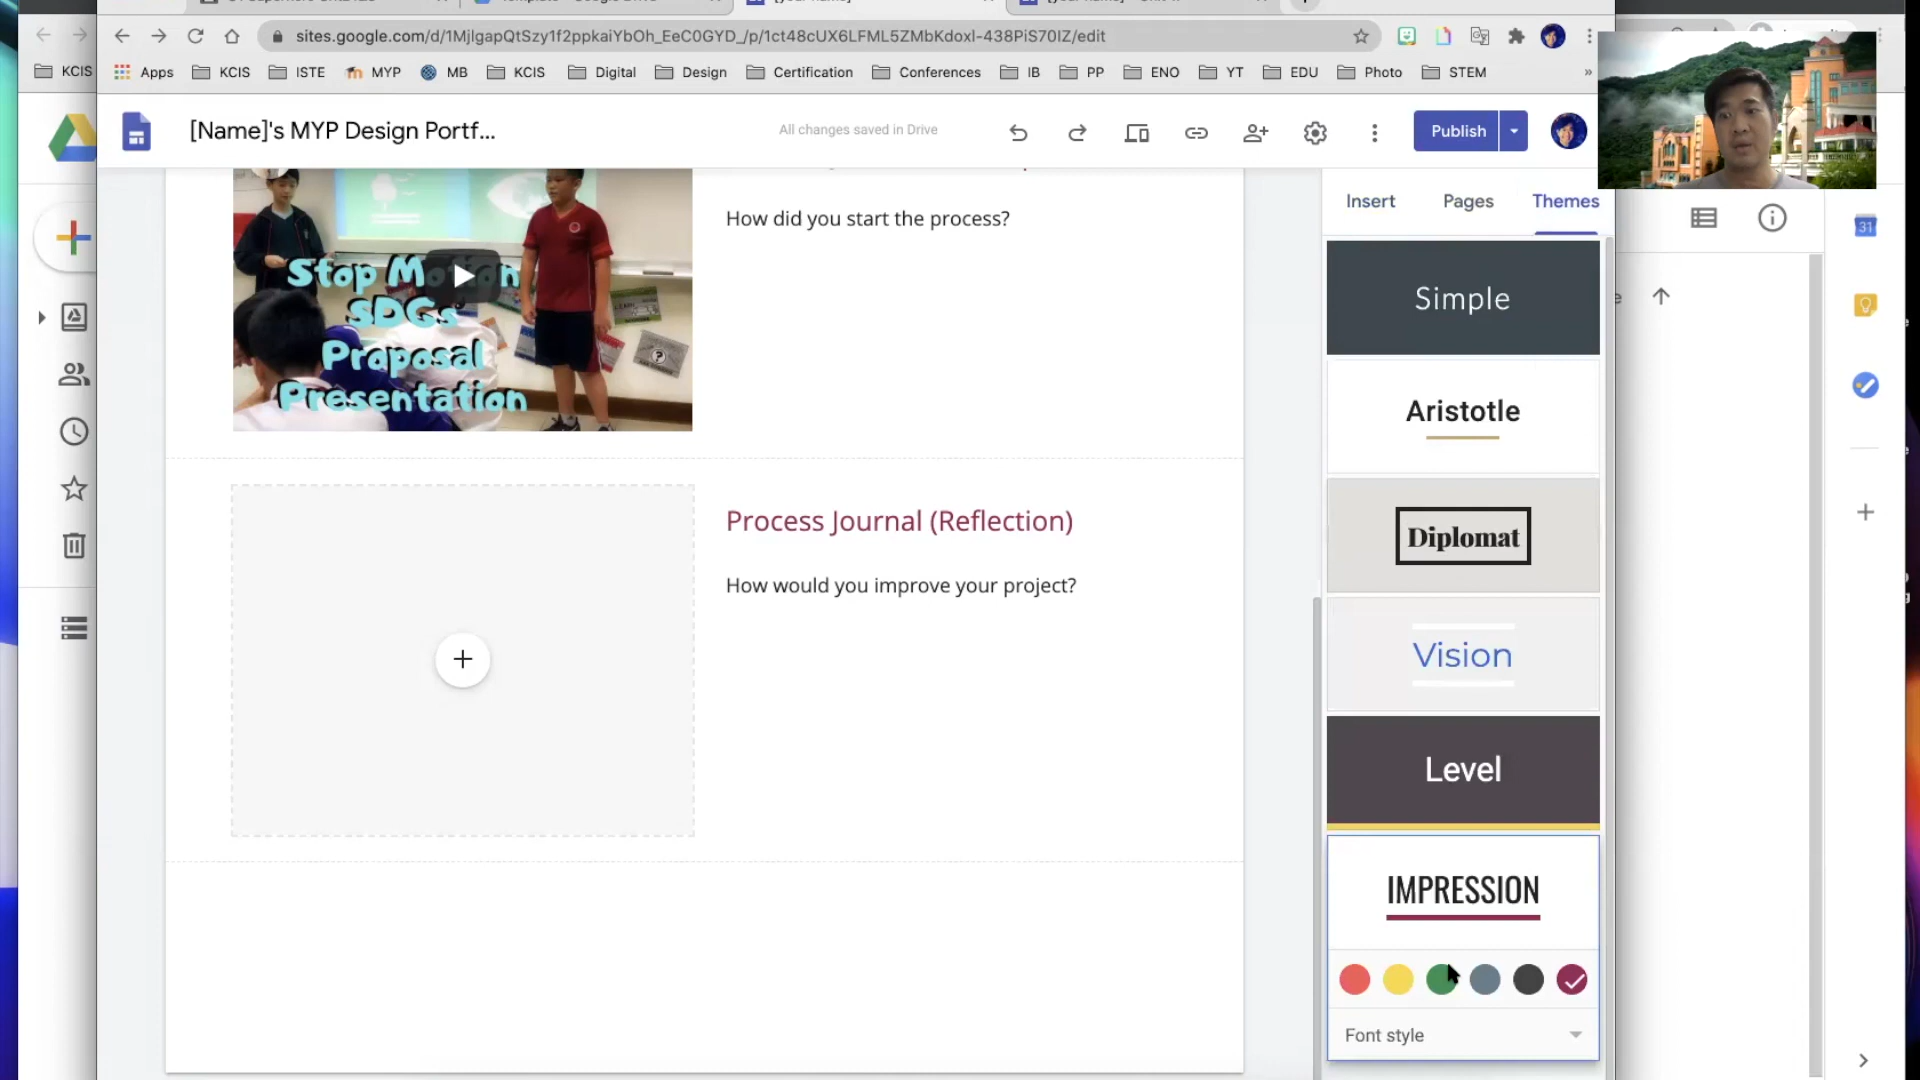 sites.google.com/d/1MjlgapQtSzy1f2ppkaiYbOh_EeC0GYD_/p/1ct48cUX6LFML5ZMbKdoxl-438PiS70IZ/edit
KCIS
Apps KCIS ISTE MYP MB KCIS Digital Design Certification Conferences IB PP ENO YT EDU Photo STEM »
[Name]'s MYP Design Portf...
All changes saved in Drive
Publish
Insert Pages Themes
How did you start the process?
Stop Motion
SDGs
Proposal
Presentation
Process Journal (Reflection)
How would you improve your project?
Simple
Aristotle
Diplomat
Vision
Level
IMPRESSION
Font style
31